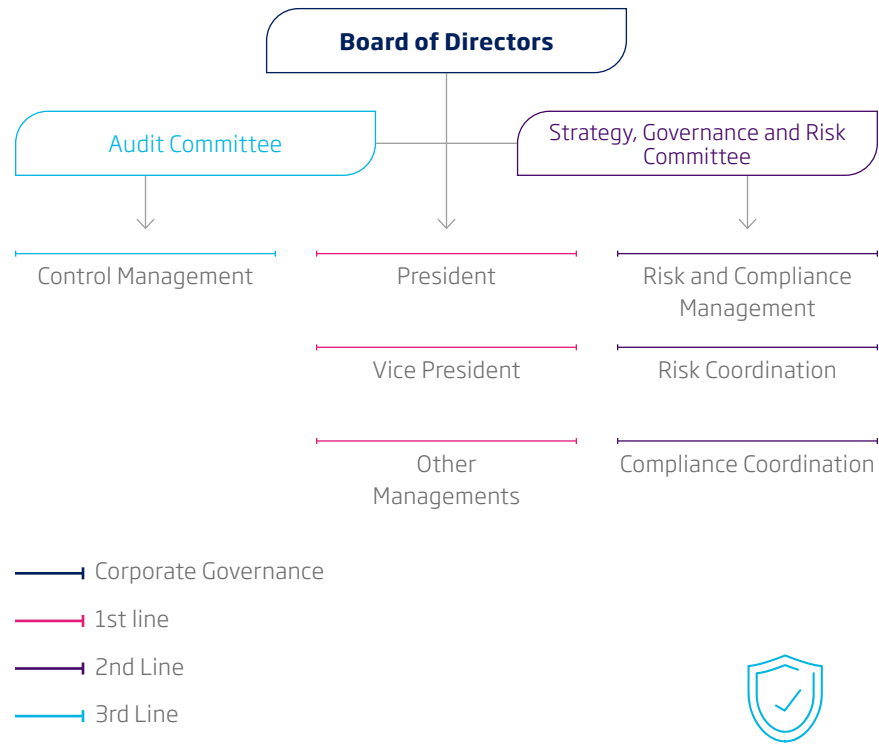 Board of Directors
Audit Committee
Strategy, Governance and Risk
Committee
Control Management
President
Risk and Compliance
Management
Vice President
Risk Coordination
Other
Managements
Compliance Coordination
Corporate Governance
1st line
2nd Line
3rd Line